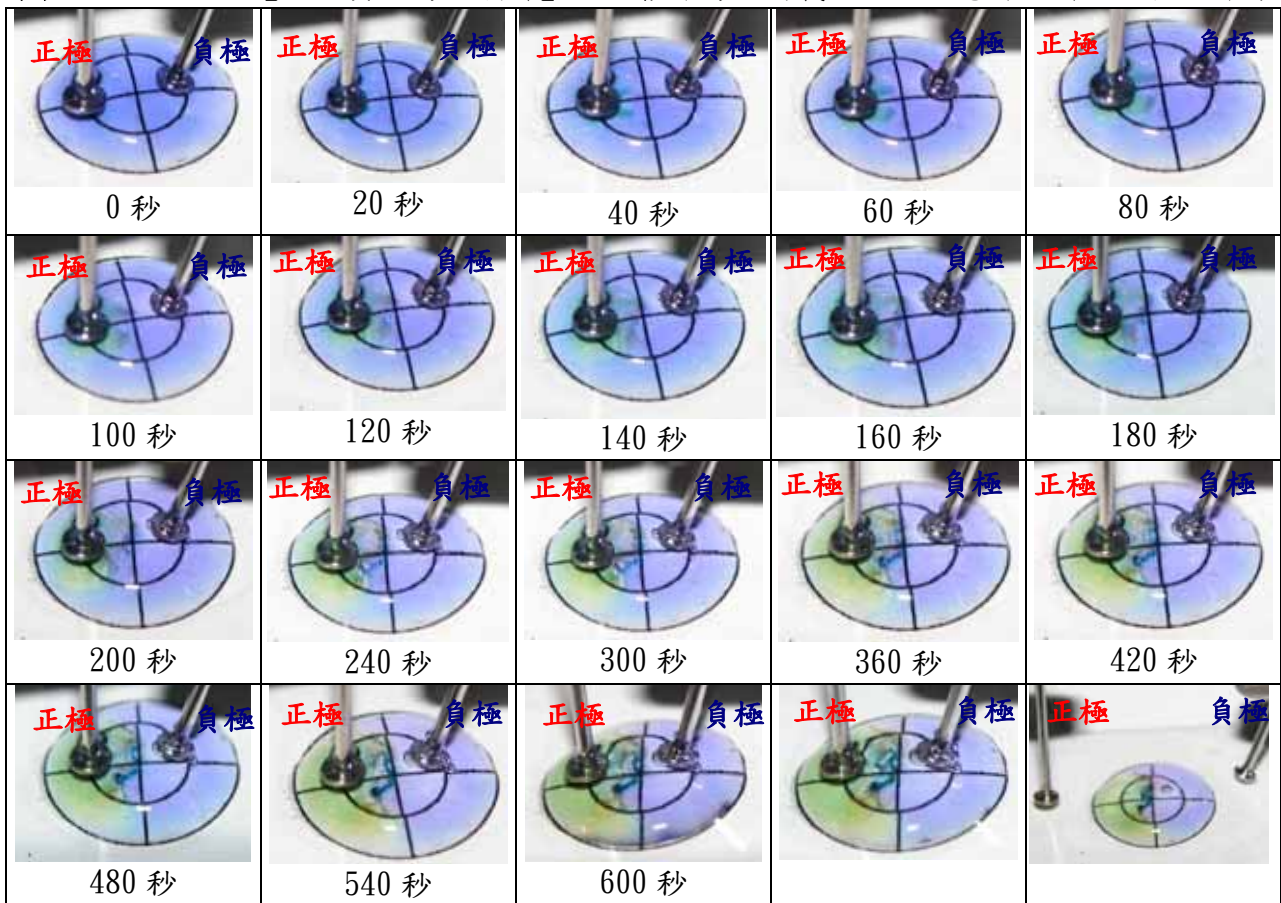 正極 負極 正極 負極 正極 負極 正極 負極 正極 負極
0 秒 20 秒 40 秒 60 秒 80 秒
正極 負極 正極 負極 正極 負極 正極 負極 正極 負極
100 秒 120 秒 140 秒 160 秒 180 秒
正極 負極 正極 負極 正極 負極 正極 負極 正極 負極
200 秒 240 秒 300 秒 360 秒 420 秒
正極 負極 正極 負極 正極 負極 正極 負極 正極 負極
480 秒 540 秒 600 秒